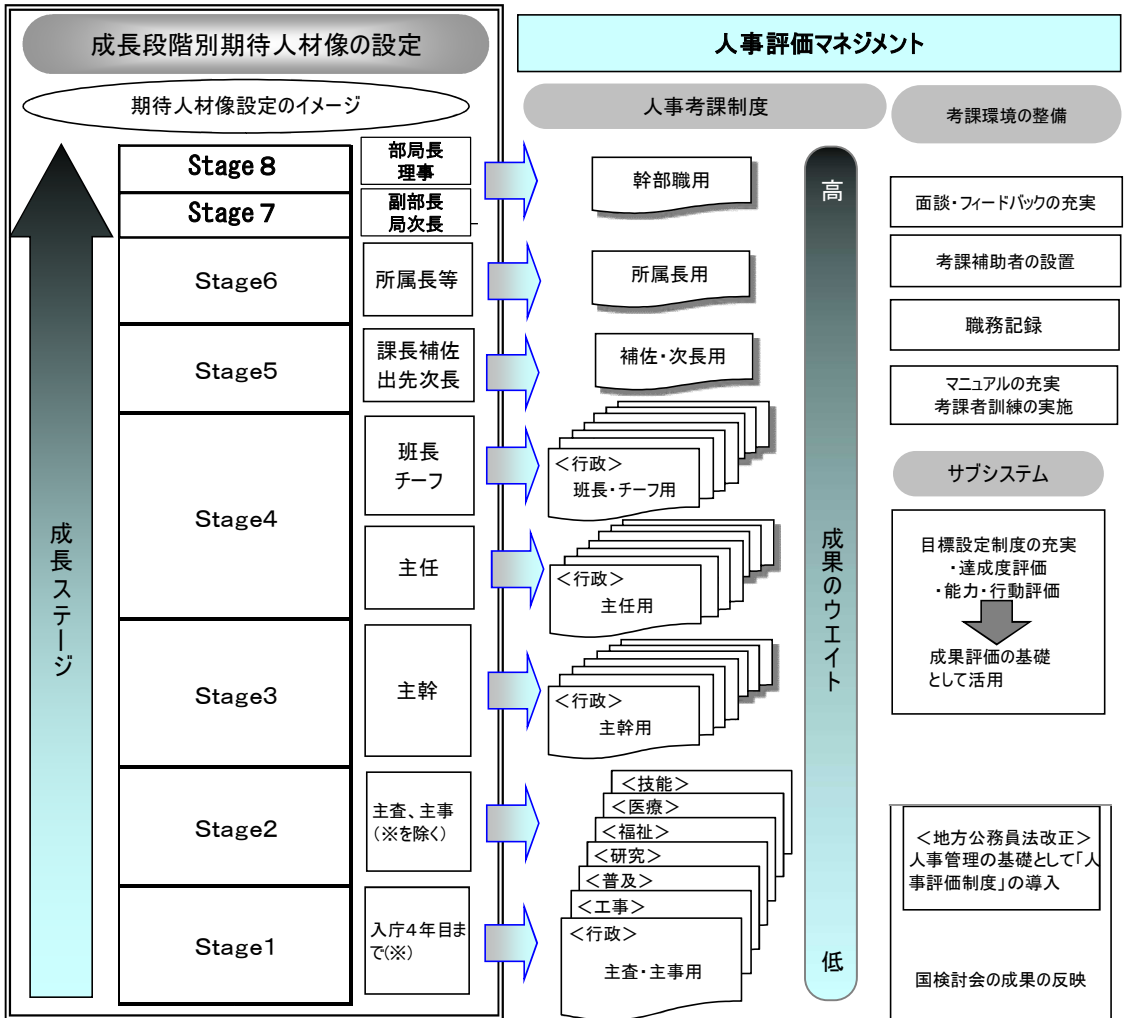 成長段階別期待人材像の設定
期待人材像設定のイメージ
成長ステージ
Stage 8
部局長
理事
Stage 7
副部長
局次長
Stage6
所属長等
Stage5
課長補佐
出先次長
Stage4
班長
チーフ
主任
Stage3
主幹
Stage2
主査、主事
(※を除く)
Stage1
入庁4年目ま
で(※)
人事評価マネジメント
人事考課制度
幹部職用
所属長用
補佐・次長用
<行政>
班長・チーフ用
<行政>
主任用
<行政>
主幹用
<技能>
<医療>
<福祉>
<研究>
<普及>
<工事>
<行政>
主査・主事用
高
成果のウエイト
低
考課環境の整備
面談・フィードバックの充実
考課補助者の設置
職務記録
マニュアルの充実
考課者訓練の実施
サブシステム
目標設定制度の充実
・達成度評価
・能力・行動評価
成果評価の基礎
として活用
<地方公務員法改正>
人事管理の基礎として「人
事評価制度」の導入
国検討会の成果の反映